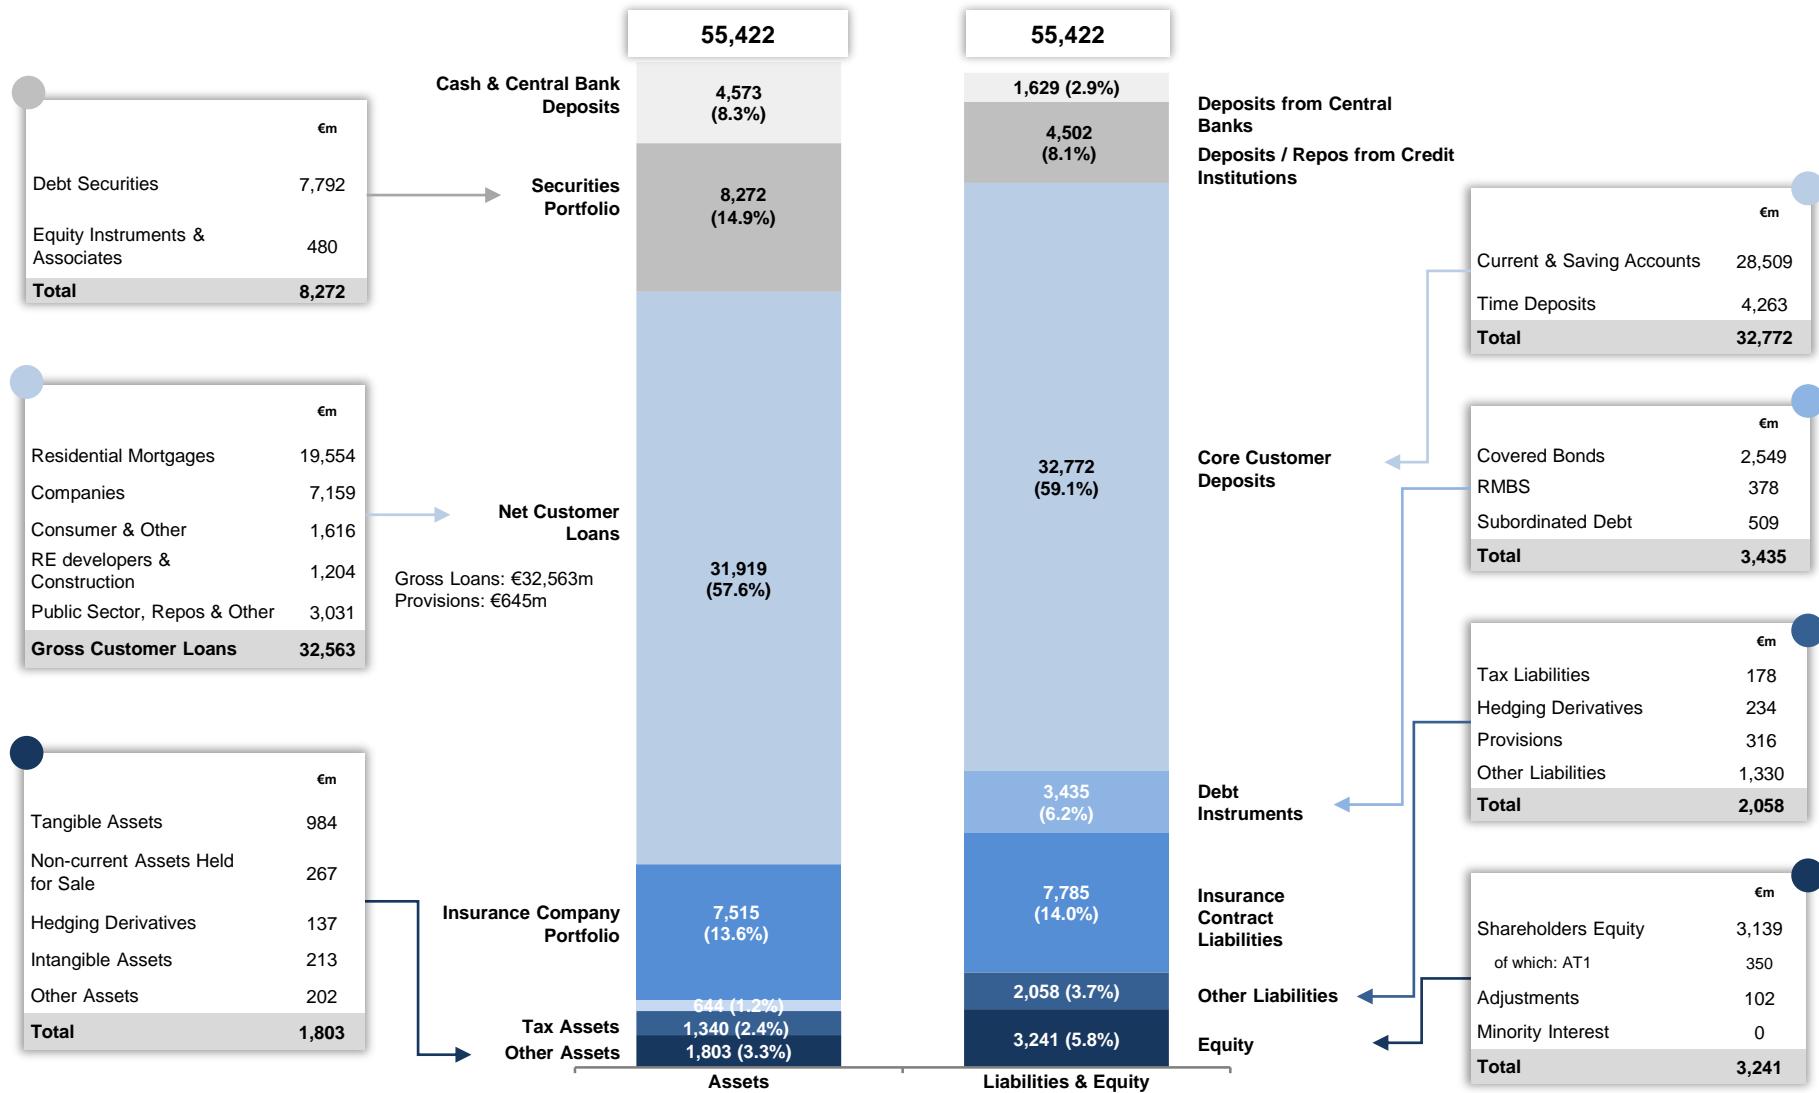 55,422
55,422
€m
Debt Securities 7,792
Equity Instruments &
Associates 480
Total 8,272
€m
Residential Mortgages 19,554
Companies 7,159
Consumer & Other 1,616
RE developers &
Construction 1,204
Public Sector, Repos & Other 3,031
Gross Customer Loans 32,563
€m
Tangible Assets 984
Non-current Assets Held
for Sale 267
Hedging Derivatives 137
Intangible Assets 213
Other Assets 202
Total 1,803
Cash & Central Bank
Deposits
Securities
Portfolio
Net Customer
Loans
Gross Loans: €32,563m
Provisions: €645m
Insurance Company
Portfolio
Tax Assets
Other Assets
4,573
(8.3%)
8,272
(14.9%)
31,919
(57.6%)
7,515
(13.6%)
644 (1.2%)
1,340 (2.4%)
1,803 (3.3%)
Assets
1,629 (2.9%)
4,502
(8.1%)
32,772
(59.1%)
3,435
(6.2%)
7,785
(14.0%)
2,058 (3.7%)
3,241 (5.8%)
Liabilities & Equity
Deposits from Central
Banks
Deposits / Repos from Credit
Institutions
Core Customer
Deposits
Debt
Instruments
Insurance
Contract
Liabilities
Other Liabilities
Equity
€m
Current & Saving Accounts 28,509
Time Deposits 4,263
Total 32,772
€m
Covered Bonds 2,549
RMBS 378
Subordinated Debt 509
Total 3,435
€m
Tax Liabilities 178
Hedging Derivatives 234
Provisions 316
Other Liabilities 1,330
Total 2,058
€m
Shareholders Equity 3,139
of which: AT1 350
Adjustments 102
Minority Interest 0
Total 3,241